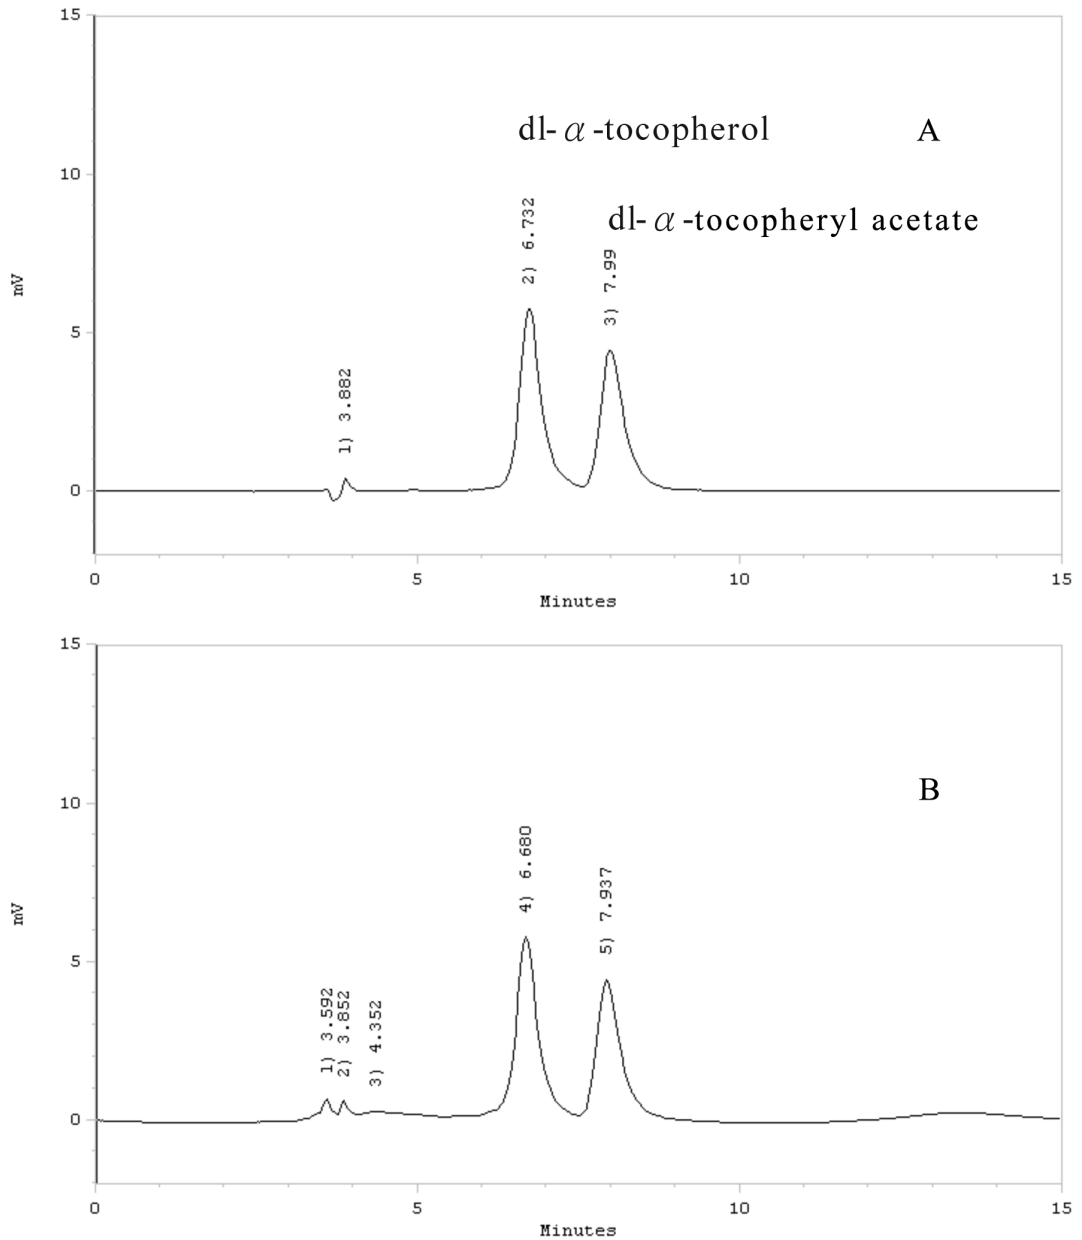 15
dl-α-tocopherol
A
10
dl-α-tocopheryl acetate
2) 6.732
3) 7.99
mV
5
1) 3.882
0
0 5 10 15
Minutes
15
B
10
4) 6.680
5) 7.937
mV
5
1) 3.592
2) 3.852
3) 4.352
0
0 5 10 15
Minutes